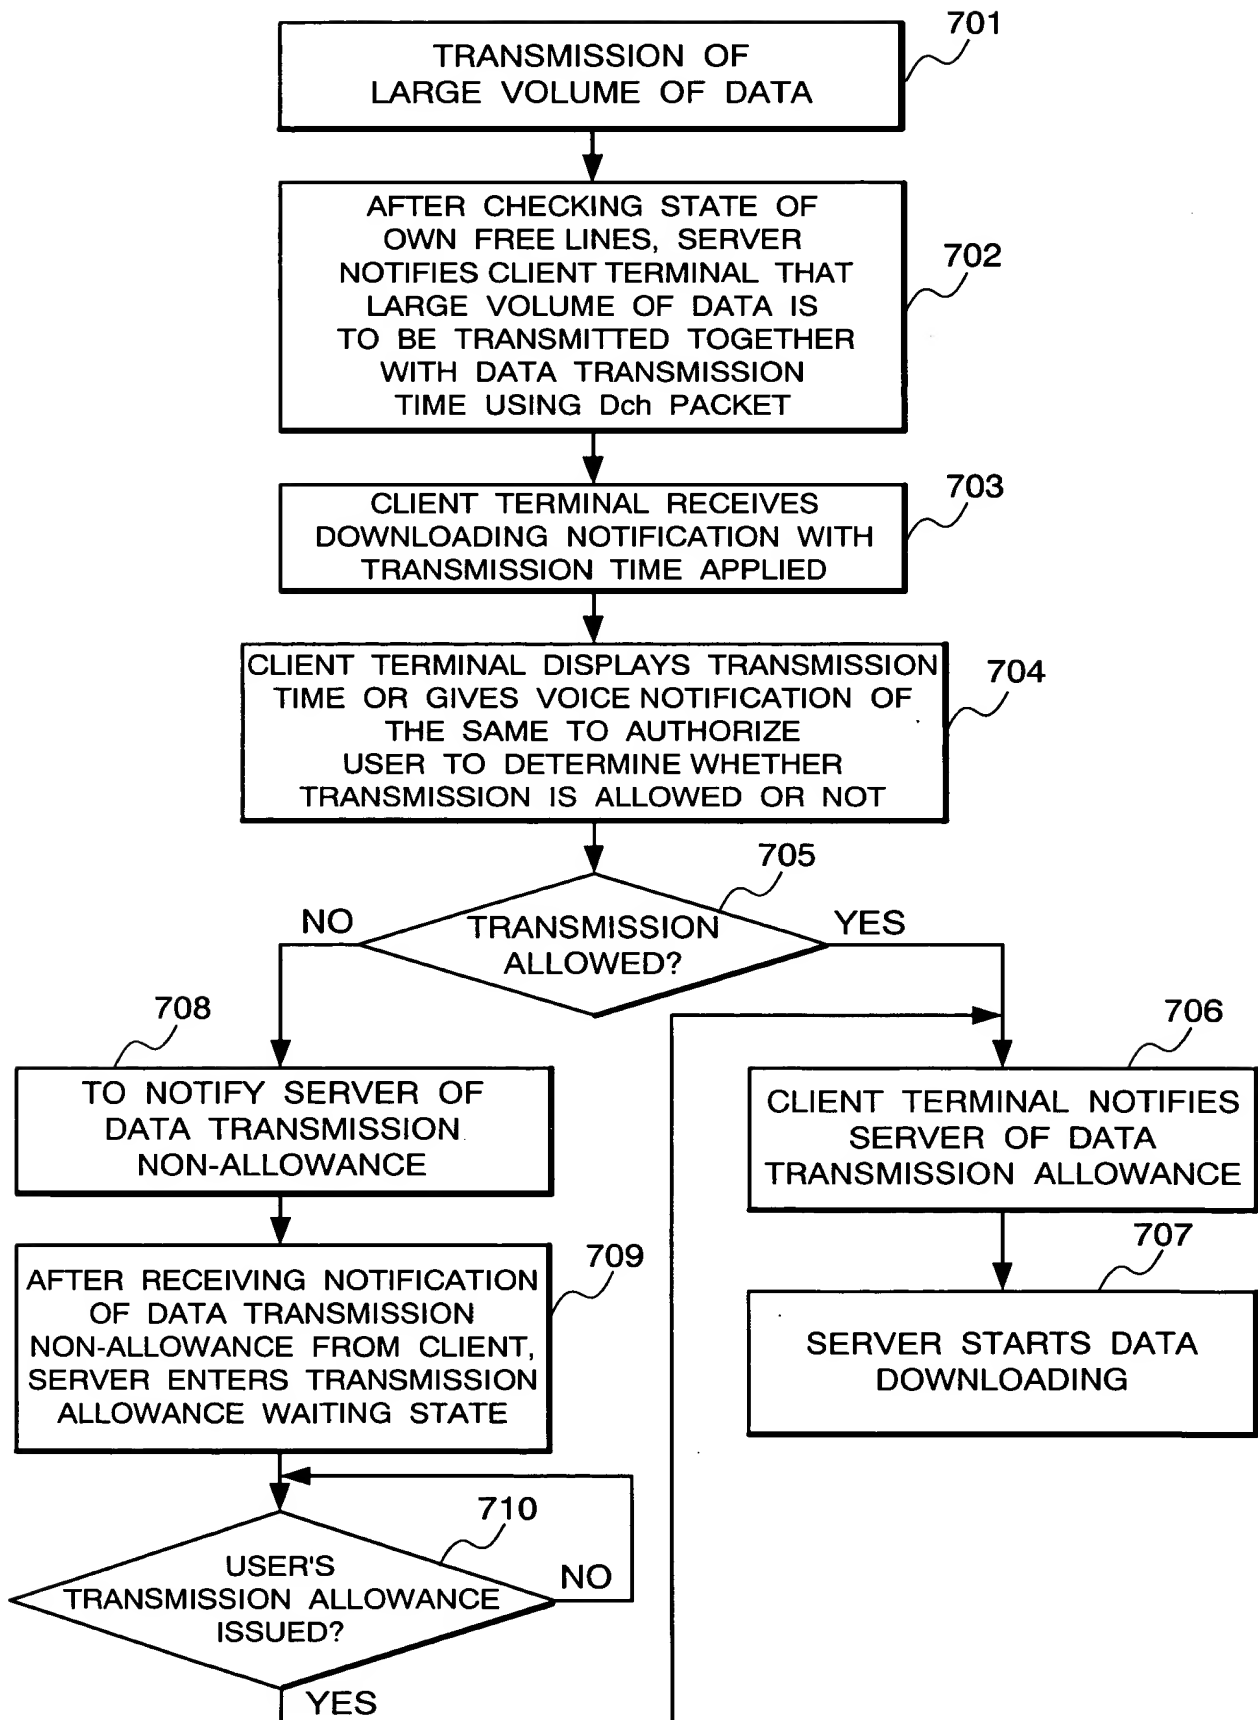 701
TRANSMISSION OF
LARGE VOLUME OF DATA
702
AFTER CHECKING STATE OF
OWN FREE LINES, SERVER
NOTIFIES CLIENT TERMINAL THAT
LARGE VOLUME OF DATA IS
TO BE TRANSMITTED TOGETHER
WITH DATA TRANSMISSION
TIME USING Dch PACKET
703
CLIENT TERMINAL RECEIVES
DOWNLOADING NOTIFICATION WITH
TRANSMISSION TIME APPLIED
704
CLIENT TERMINAL DISPLAYS TRANSMISSION
TIME OR GIVES VOICE NOTIFICATION OF
THE SAME TO AUTHORIZE
USER TO DETERMINE WHETHER
TRANSMISSION IS ALLOWED OR NOT
705
NO
TRANSMISSION
ALLOWED?
YES
708
TO NOTIFY SERVER OF
DATA TRANSMISSION
NON-ALLOWANCE
706
CLIENT TERMINAL NOTIFIES
SERVER OF DATA
TRANSMISSION ALLOWANCE
709
AFTER RECEIVING NOTIFICATION
OF DATA TRANSMISSION
NON-ALLOWANCE FROM CLIENT,
SERVER ENTERS TRANSMISSION
ALLOWANCE WAITING STATE
707
SERVER STARTS DATA
DOWNLOADING
710
USER'S
TRANSMISSION ALLOWANCE
ISSUED?
NO
YES